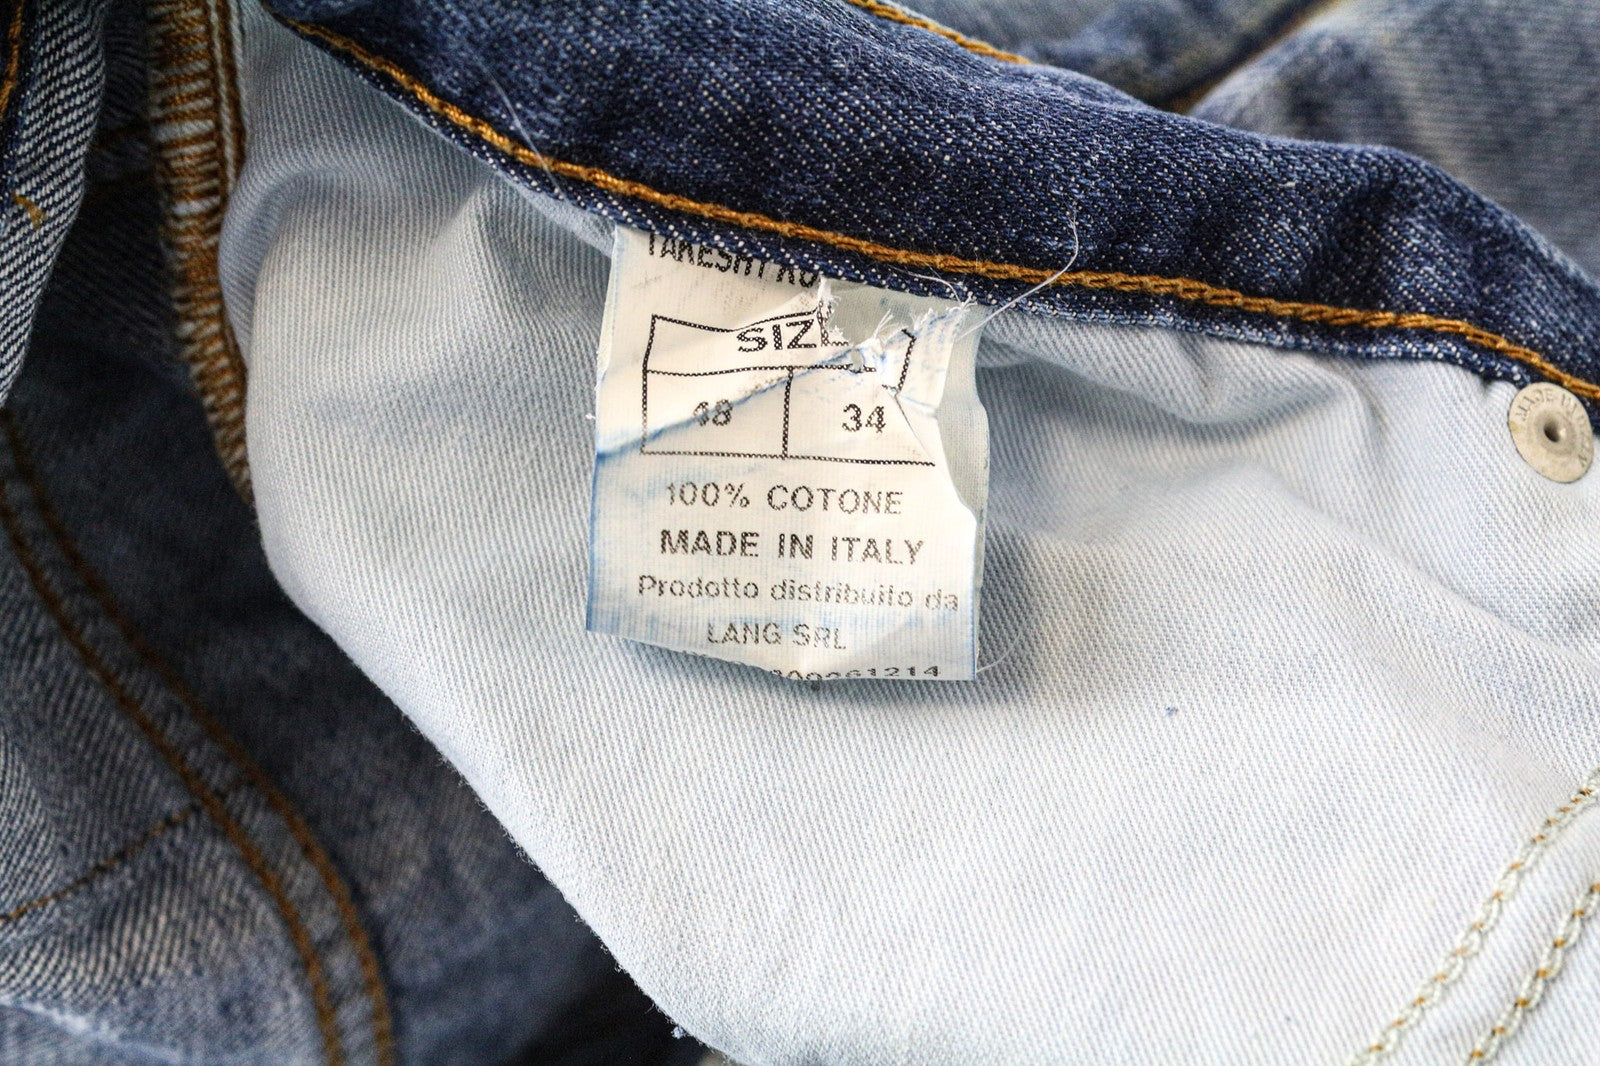 SIZE
48 34
100% COTONE
MADE IN ITALY
Prodotto distribuito da
LANG SRL